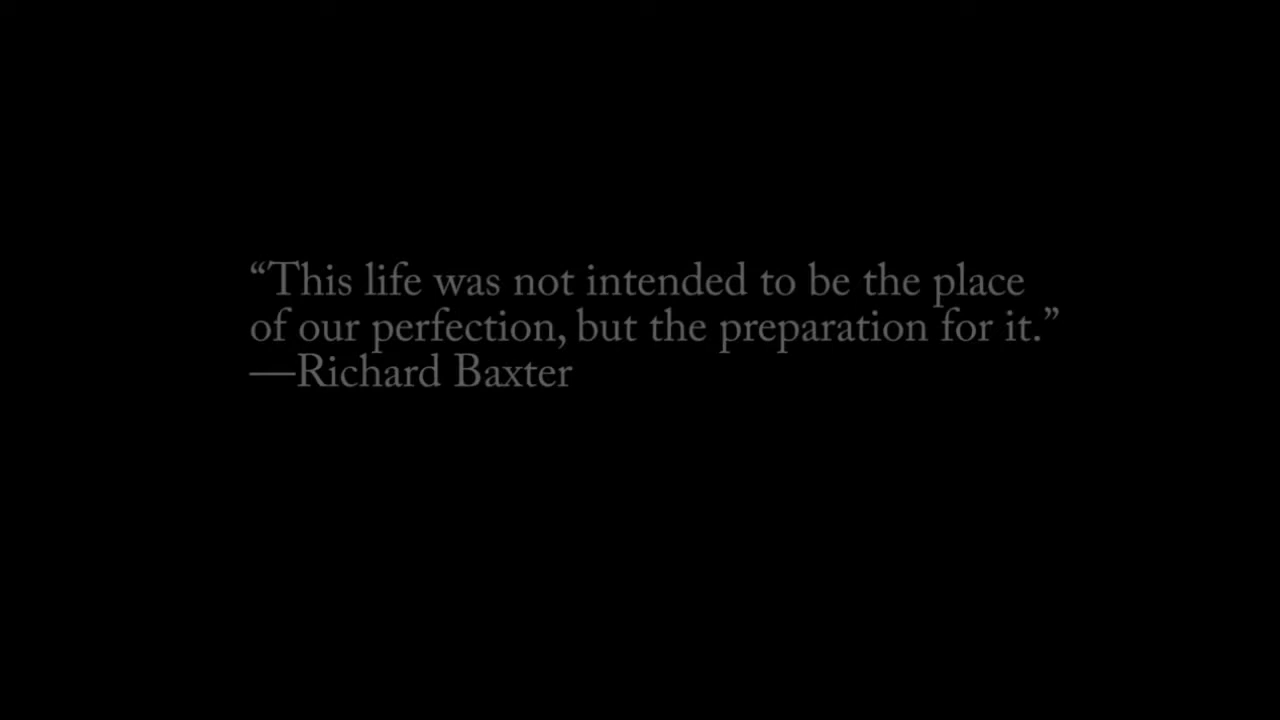 “This life was not intended to be the place
of our perfection, but the preparation for it.”
—Richard Baxter